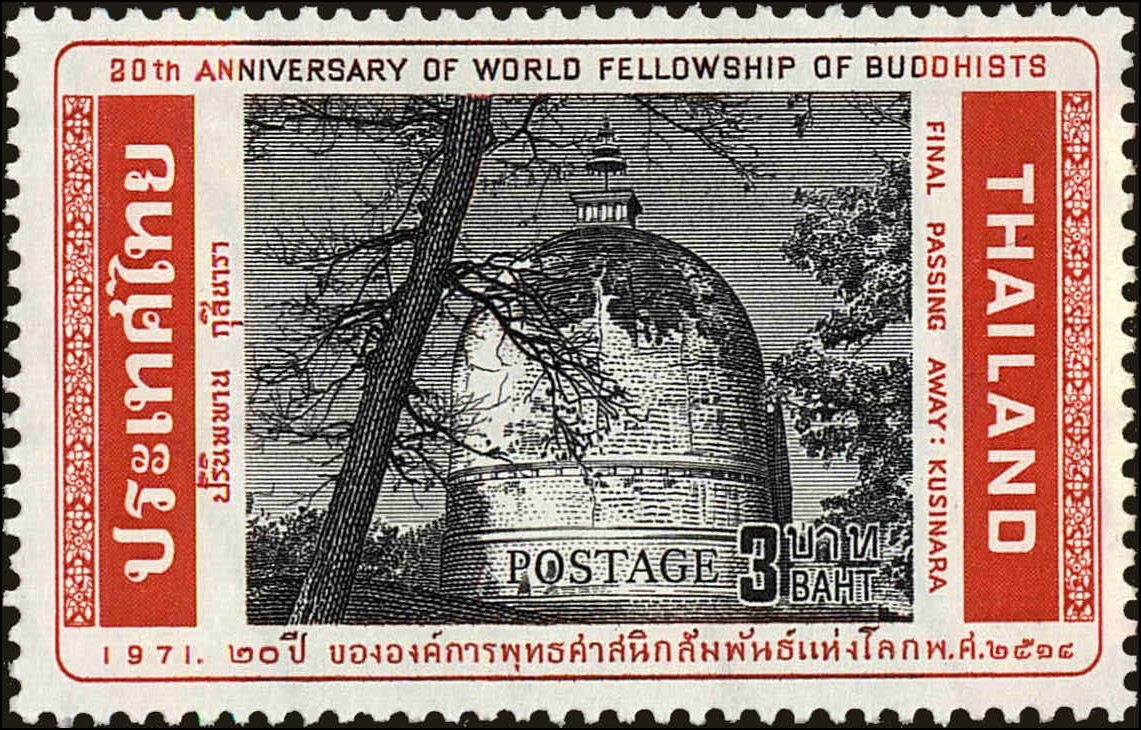 20th ANNIVERSARY OF WORLD FELLOWSHIP OF BUDDHISTS
ประเทศไทย
ปรินิพพาน กุสินารา
FINAL PASSING AWAY: KUSINARA
THAILAND
POSTAGE
3
บาท
BAHT
1971. ๒๐ปี ขององค์การพุทธศาสนิกสัมพันธ์แห่งโลกพ.ศ.๒๕๑๔